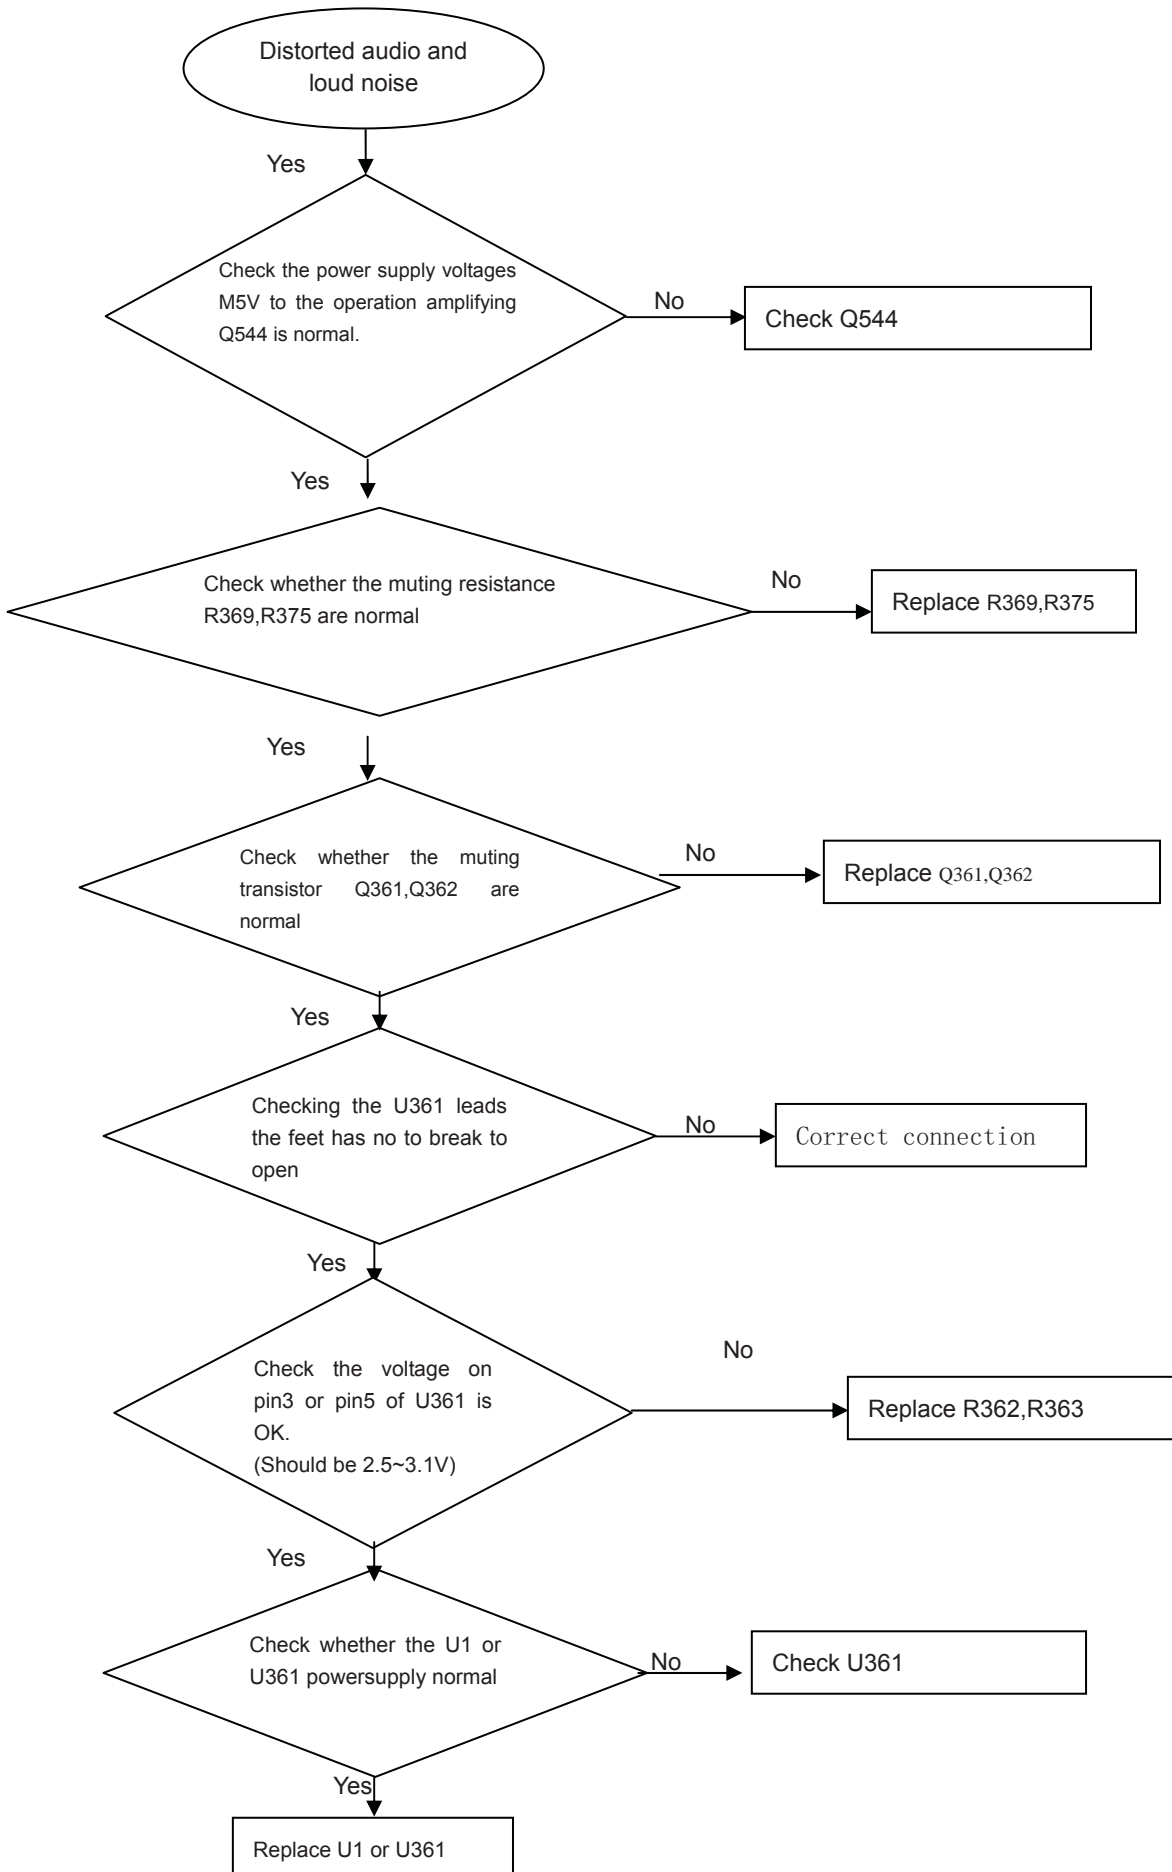 Distorted audio and
loud noise
Yes
Check the power supply voltages
M5V to the operation amplifying
Q544 is normal.
No
Check Q544
Yes
Check whether the muting resistance
R369,R375 are normal
No
Replace R369,R375
Yes
Check whether the muting
transistor Q361,Q362 are
normal
No
Replace Q361,Q362
Yes
Checking the U361 leads
the feet has no to break to
open
No
Correct connection
Yes
Check the voltage on
pin3 or pin5 of U361 is
OK.
(Should be 2.5~3.1V)
No
Replace R362,R363
Yes
Check whether the U1 or
U361 powersupply normal
No
Check U361
Yes
Replace U1 or U361